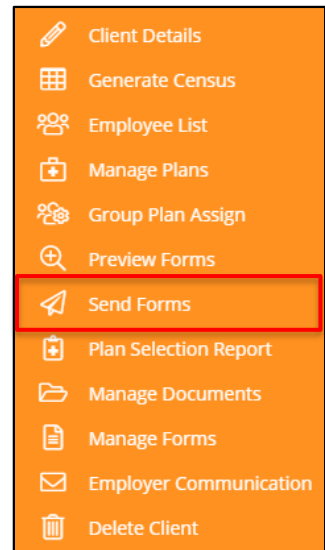 Client Details
Generate Census
Employee List
Manage Plans
Group Plan Assign
Preview Forms
Send Forms
Plan Selection Report
Manage Documents
Manage Forms
Employer Communication
Delete Client